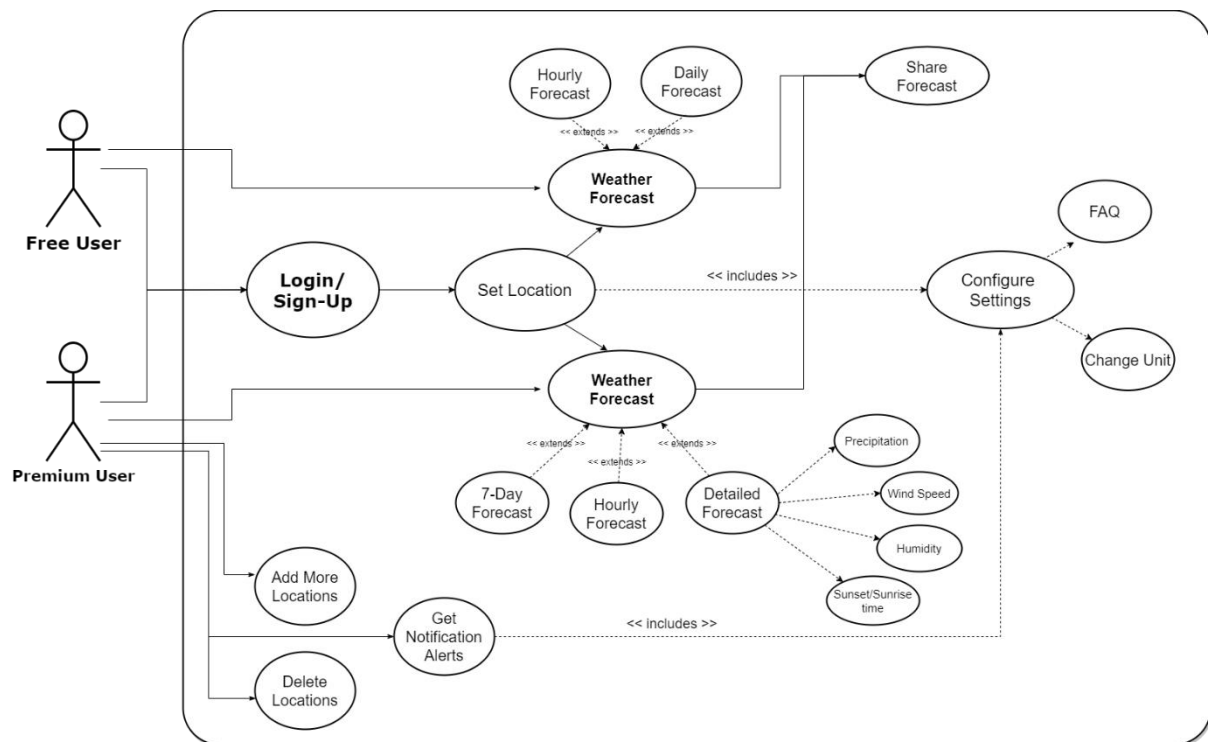 Hourly
Forecast
Daily
Forecast
Share
Forecast
<< extends >>
<< extends >>
Weather
Forecast
Free User
FAQ
Login/
Sign-Up
Set Location
<< includes >>
Configure
Settings
Change Unit
Weather
Forecast
Premium User
<< extends >>
<< extends >>
<< extends >>
7-Day
Forecast
Hourly
Forecast
Detailed
Forecast
Precipitation
Wind Speed
Humidity
Sunset/Sunrise
time
Add More
Locations
Get
Notification
Alerts
<< includes >>
Delete
Locations